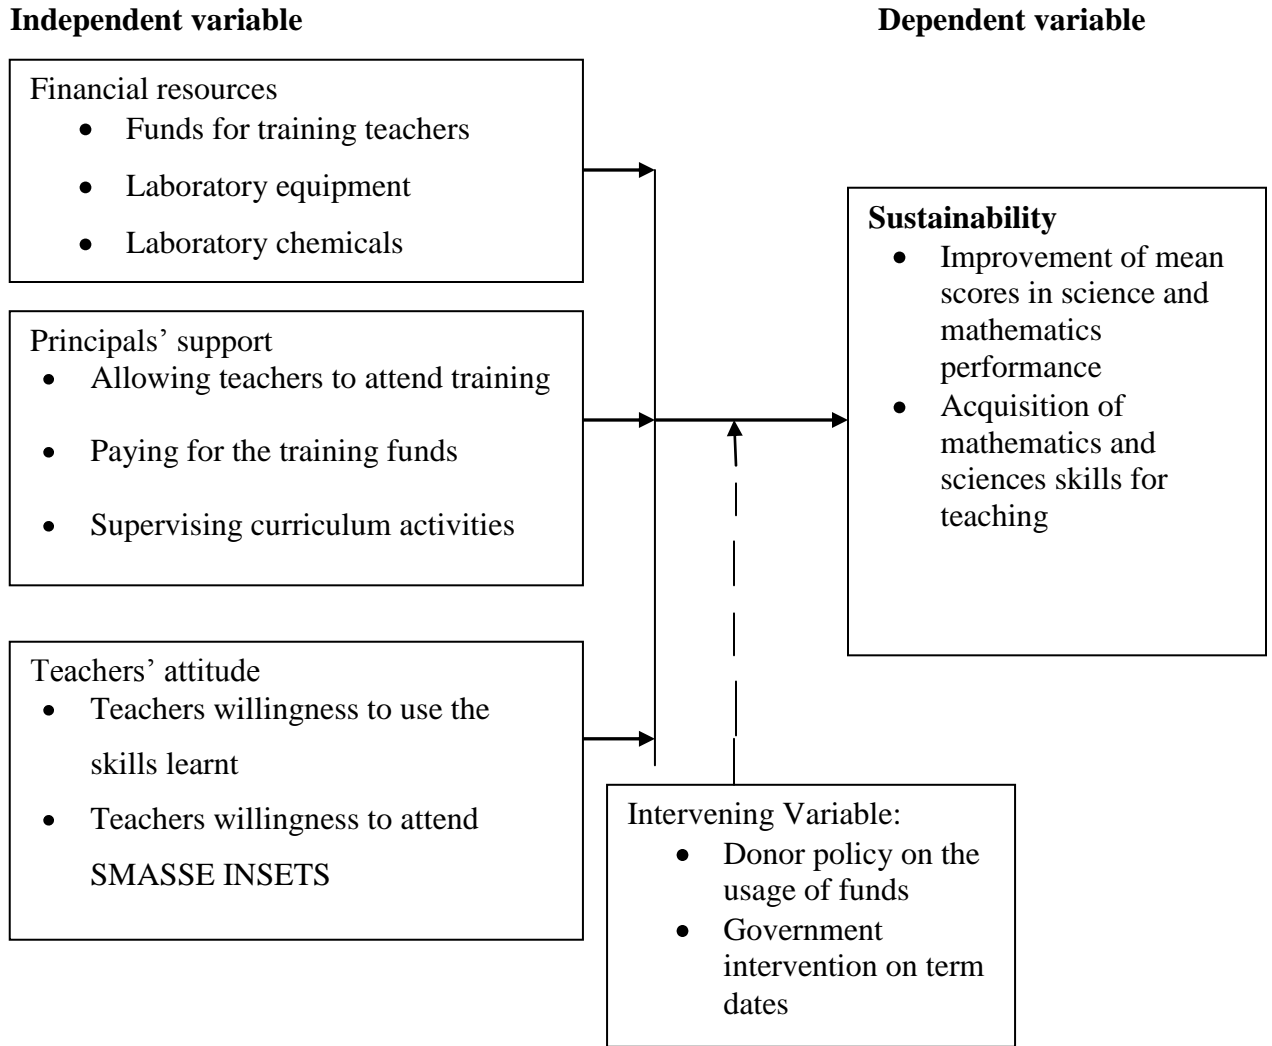 Independent variable
Dependent variable
Financial resources
• Funds for training teachers
• Laboratory equipment
• Laboratory chemicals
Principals’ support
• Allowing teachers to attend training
• Paying for the training funds
• Supervising curriculum activities
Teachers’ attitude
• Teachers willingness to use the
skills learnt
• Teachers willingness to attend
SMASSE INSETS
Sustainability
• Improvement of mean
scores in science and
mathematics
performance
• Acquisition of
mathematics and
sciences skills for
teaching
Intervening Variable:
• Donor policy on the
usage of funds
• Government
intervention on term
dates